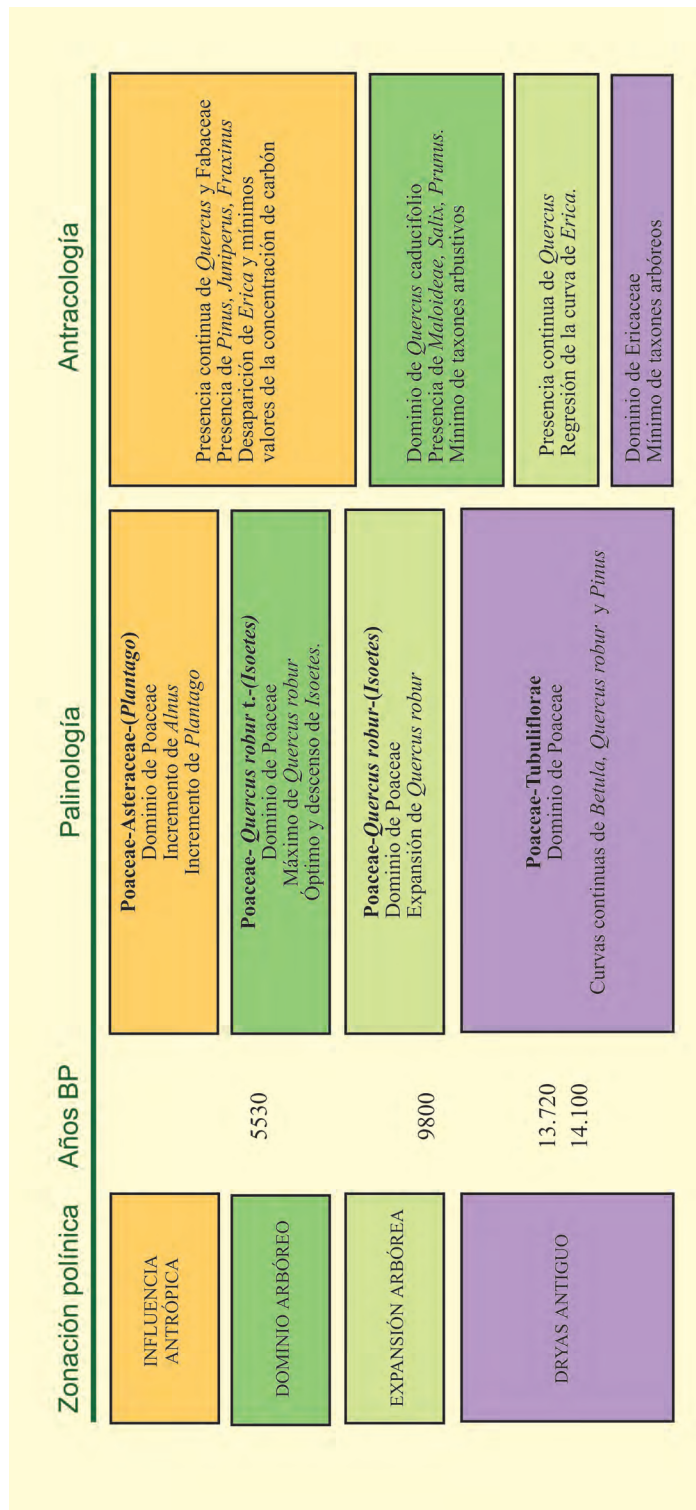 Zonación polínica
Años BP
Palinología
Antracología
INFLUENCIA
ANTRÓPICA
Poaceae-Asteraceae-(Plantago)
Dominio de Poaceae
Incremento de Alnus
Incremento de Plantago
Presencia continua de Quercus y Fabaceae
Presencia de Pinus, Juniperus, Fraxinus
Desaparición de Erica y mínimos
valores de la concentración de carbón
DOMINIO ARBÓREO
5530
Poaceae- Quercus robur t.-(Isoetes)
Dominio de Poaceae
Máximo de Quercus robur
Óptimo y descenso de Isoetes.
Dominio de Quercus caducifolio
Presencia de Maloideae, Salix, Prunus.
Mínimo de taxones arbustivos
EXPANSIÓN ARBÓREA
9800
Poaceae-Quercus robur-(Isoetes)
Dominio de Poaceae
Expansión de Quercus robur
Presencia continua de Quercus
Regresión de la curva de Erica.
DRYAS ANTIGUO
13.720
14.100
Poaceae-Tubuliflorae
Dominio de Poaceae
Curvas continuas de Betula, Quercus robur y Pinus
Dominio de Ericaceae
Mínimo de taxones arbóreos